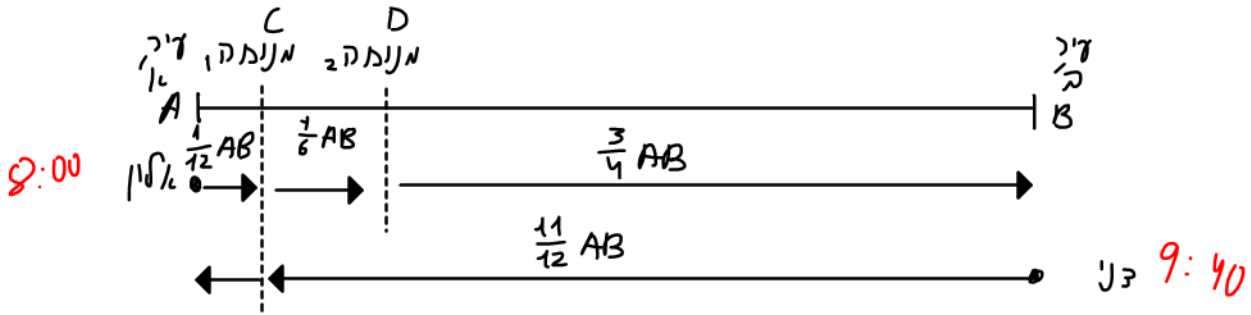 C D
עיר א' מנוחה 1 מנוחה 2 עיר ב'
A B
1/12 AB 1/6 AB 3/4 AB
8:00 אלון
11/12 AB
דני 9:40